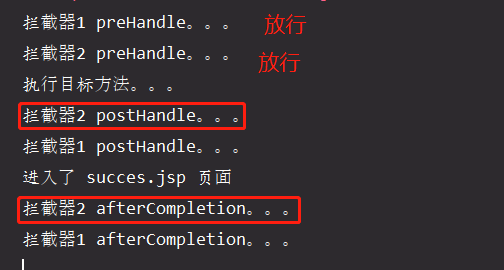 拦截器1 preHandle。。。 放行
拦截器2 preHandle。。。 放行
执行目标方法。。。
拦截器2 postHandle。。。
拦截器1 postHandle。。。
进入了 succes.jsp 页面
拦截器2 afterCompletion。。。
拦截器1 afterCompletion。。。